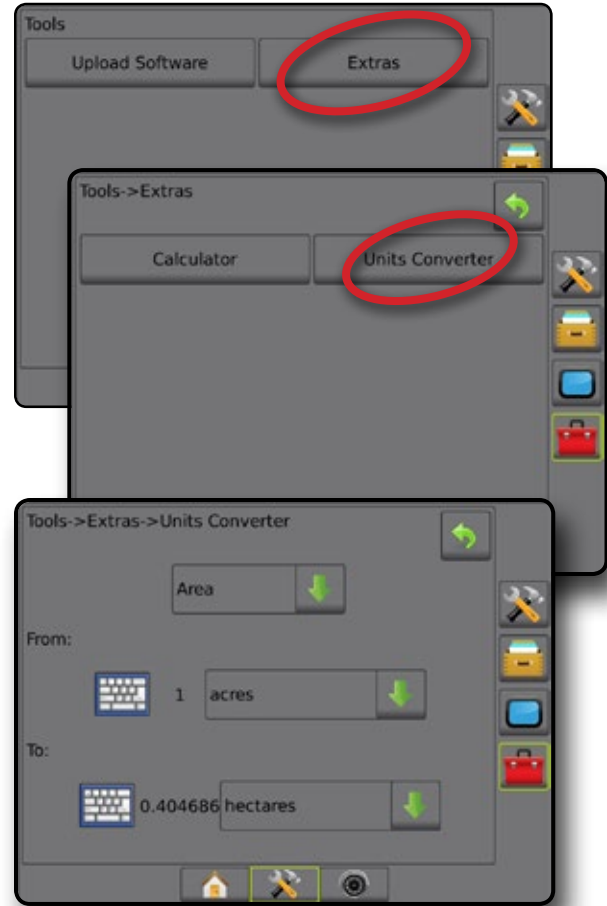 Tools
Upload Software Extras
Tools->Extras
Calculator Units Converter
Tools->Extras->Units Converter
Area
From:
1 acres
To:
0.404686 hectares